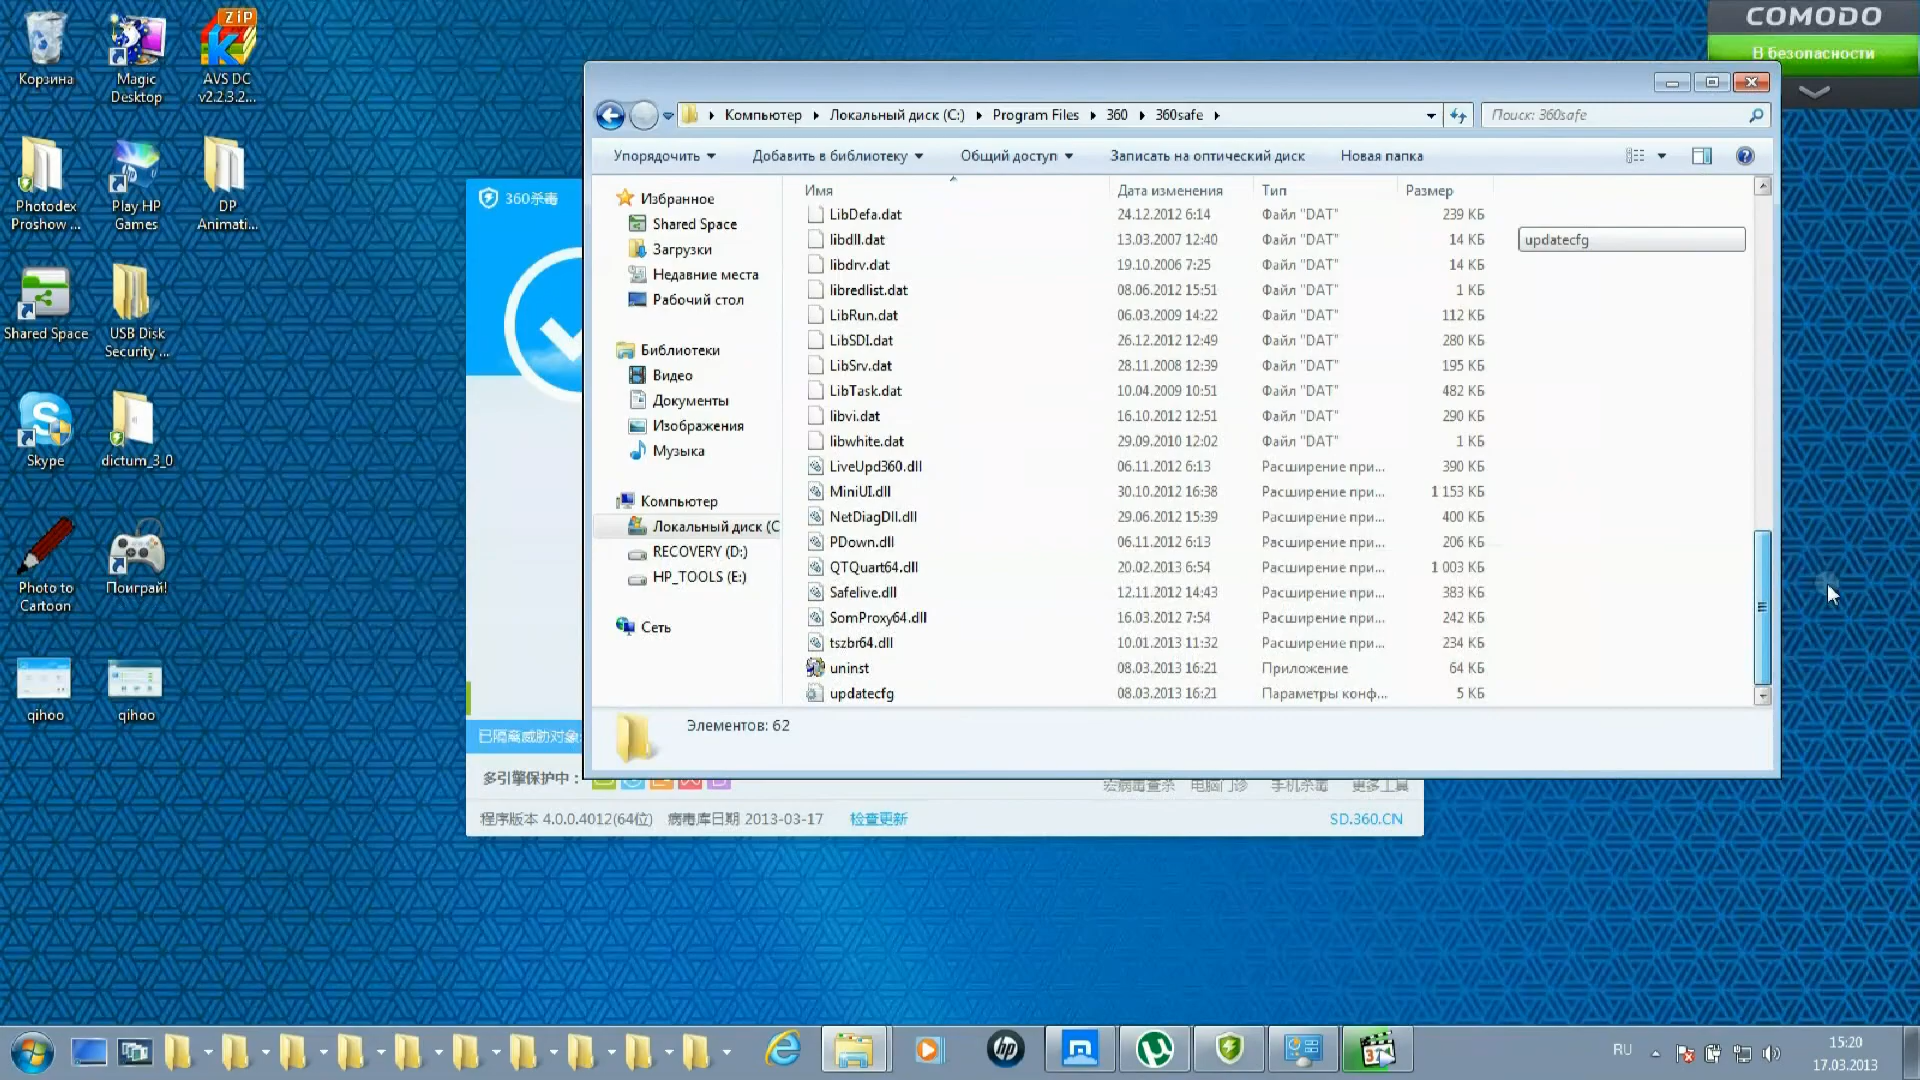 Корзина
Magic
Desktop
ZIP
AVS DC
v2.2.3.2...
Photodex
Proshow ...
Play HP
Games
DP
Animati...
Shared Space
USB Disk
Security ...
Skype
dictum_3_0
Photo to
Cartoon
Поиграй!
qihoo
qihoo
COMODO
В безопасности
360杀毒
Компьютер
Локальный диск (C:)
Program Files
360
360safe
Поиск: 360safe
Упорядочить
Добавить в библиотеку
Общий доступ
Записать на оптический диск
Новая папка
Избранное
Shared Space
Загрузки
Недавние места
Рабочий стол
Библиотеки
Видео
Документы
Изображения
Музыка
Компьютер
Локальный диск (C
RECOVERY (D:)
HP_TOOLS (E:)
Сеть
Имя Дата изменения Тип Размер
LibDefa.dat 24.12.2012 6:14 Файл "DAT" 239 КБ
libdll.dat 13.03.2007 12:40 Файл "DAT" 14 КБ
libdrv.dat 19.10.2006 7:25 Файл "DAT" 14 КБ
libredlist.dat 08.06.2012 15:51 Файл "DAT" 1 КБ
LibRun.dat 06.03.2009 14:22 Файл "DAT" 112 КБ
LibSDI.dat 26.12.2012 12:49 Файл "DAT" 280 КБ
LibSrv.dat 28.11.2008 12:39 Файл "DAT" 195 КБ
LibTask.dat 10.04.2009 10:51 Файл "DAT" 482 КБ
libvi.dat 16.10.2012 12:51 Файл "DAT" 290 КБ
libwhite.dat 29.09.2010 12:02 Файл "DAT" 1 КБ
LiveUpd360.dll 06.11.2012 6:13 Расширение при... 390 КБ
MiniUI.dll 30.10.2012 16:38 Расширение при... 1 153 КБ
NetDiagDll.dll 29.06.2012 15:39 Расширение при... 400 КБ
PDown.dll 06.11.2012 6:13 Расширение при... 206 КБ
QTQuart64.dll 20.02.2013 6:54 Расширение при... 1 003 КБ
Safelive.dll 12.11.2012 14:43 Расширение при... 383 КБ
SomProxy64.dll 16.03.2012 7:54 Расширение при... 242 КБ
tszbr64.dll 10.01.2013 11:32 Расширение при... 234 КБ
uninst 08.03.2013 16:21 Приложение 64 КБ
updatecfg 08.03.2013 16:21 Параметры конф... 5 КБ
updatecfg
Элементов: 62
已隔离威胁对象:
多引擎保护中：
宏病毒查杀 电脑门诊 手机杀毒 更多工具
程序版本 4.0.0.4012(64位) 病毒库日期 2013-03-17 检查更新
SD.360.CN
RU
15:20
17.03.2013